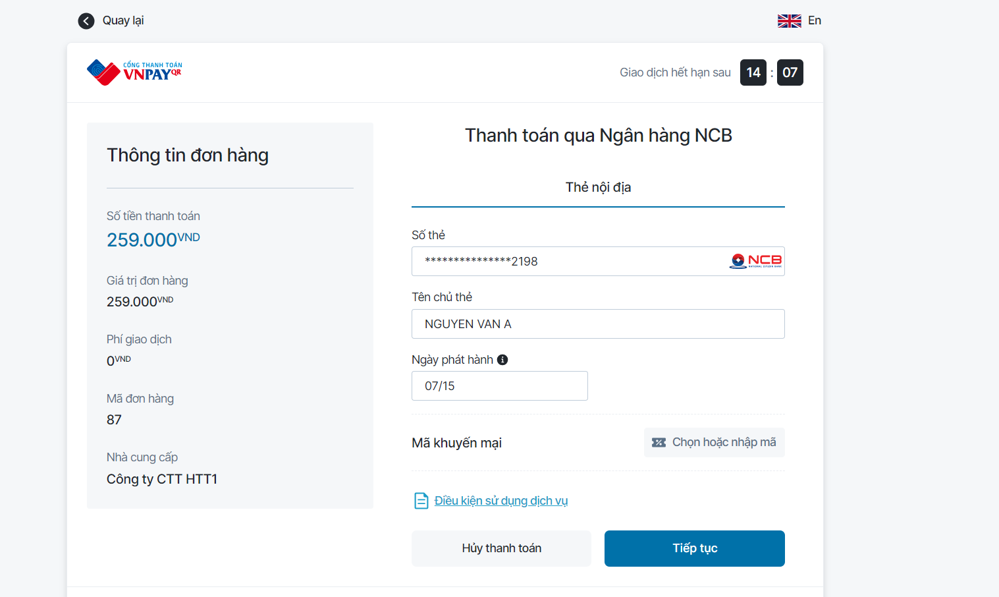 Quay lại
En
CỔNG THANH TOÁN
VNPAYQR
Giao dịch hết hạn sau 14 : 07
Thông tin đơn hàng
Số tiền thanh toán
259.000VND
Giá trị đơn hàng
259.000VND
Phí giao dịch
0VND
Mã đơn hàng
87
Nhà cung cấp
Công ty CTT HTT1
Thanh toán qua Ngân hàng NCB
Thẻ nội địa
Số thẻ
***************2198
NCB
NATIONAL CITIZEN BANK
Tên chủ thẻ
NGUYEN VAN A
Ngày phát hành
07/15
Mã khuyến mại
Chọn hoặc nhập mã
Điều kiện sử dụng dịch vụ
Hủy thanh toán
Tiếp tục